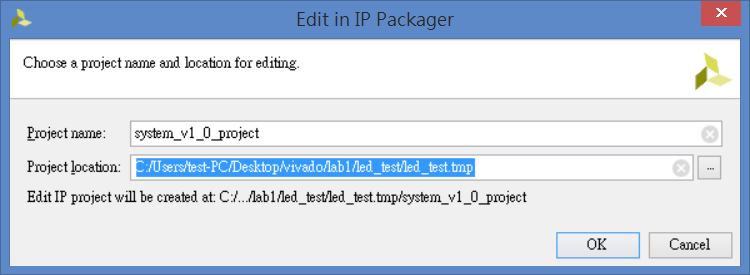 Edit in IP Packager
Choose a project name and location for editing.
Project name: system_v1_0_project
Project location: C:/Users/test-PC/Desktop/vivado/lab1/led_test/led_test.tmp ...
Edit IP project will be created at: C:/.../lab1/led_test/led_test.tmp/system_v1_0_project
OK Cancel